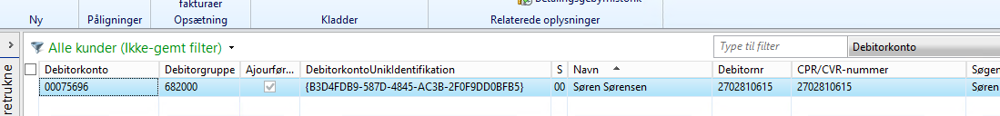 fakturaer
Betalingsgebyrhistorik
Ny
Påligninger
Opsætning
Kladder
Relaterede oplysninger
Alle kunder (Ikke-gemt filter)
Type til filter
Debitorkonto
retrukne
Debitorkonto Debitorgruppe Ajourfør... DebitorkontoUnikIdentifikation S Navn Debitornr CPR/CVR-nummer Søgen
00075696 682000 {B3D4FDB9-587D-4845-AC3B-2F0F9DD0BFB5} 00 Søren Sørensen 2702810615 2702810615 Søren